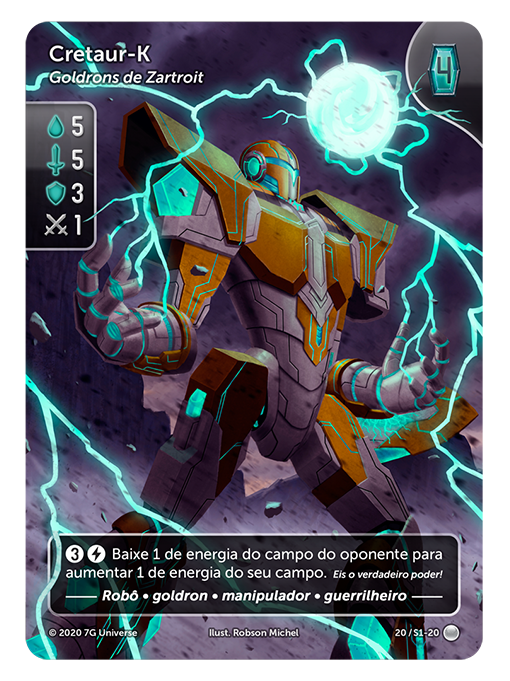 Cretaur-K
Goldrons de Zartroit
4
5
5
3
1
3 Baixe 1 de energia do campo do oponente para
aumentar 1 de energia do seu campo. Eis o verdadeiro poder!
Robô • goldron • manipulador • guerrilheiro
© 2020 7G Universe Ilust. Robson Michel 20 / S1-20